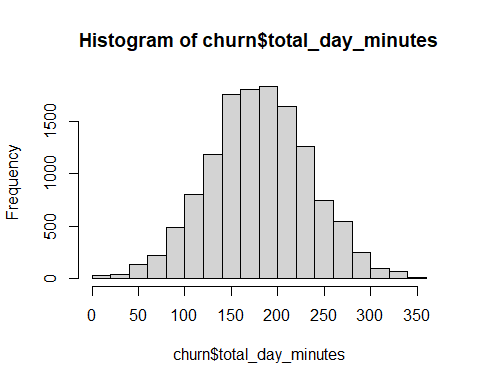 Histogram of churn$total_day_minutes
Frequency
1500
1000
500
0
0 50 100 150 200 250 300 350
churn$total_day_minutes